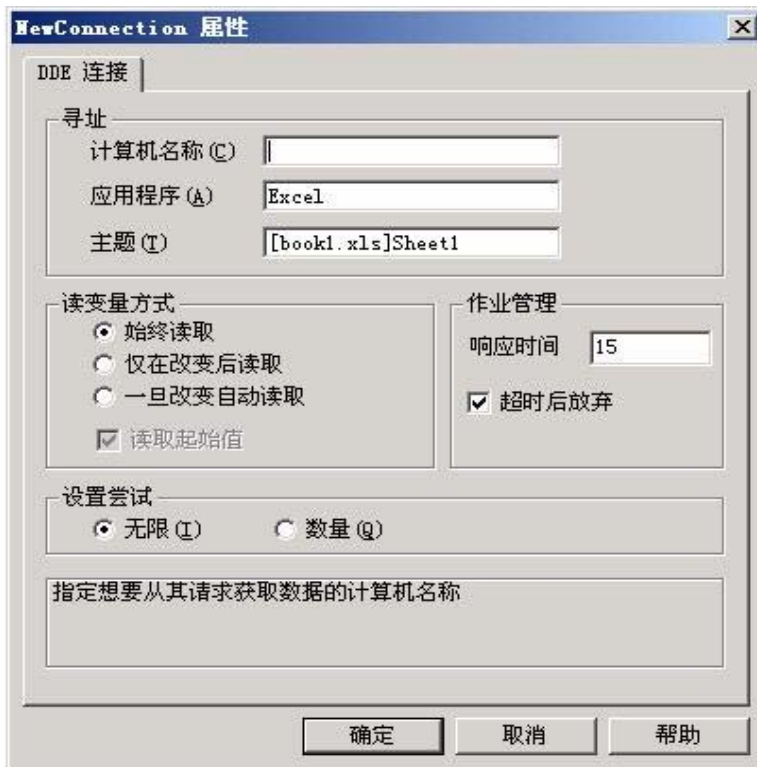 NewConnection 属性
DDE 连接
寻址
计算机名称(C)
应用程序(A) Excel
主题(T) [book1.xls]Sheet1
读变量方式
始终读取
仅在改变后读取
一旦改变自动读取
读取起始值
作业管理
响应时间 15
超时后放弃
设置尝试
无限(I) 数量(Q)
指定想要从其请求获取数据的计算机名称
确定 取消 帮助